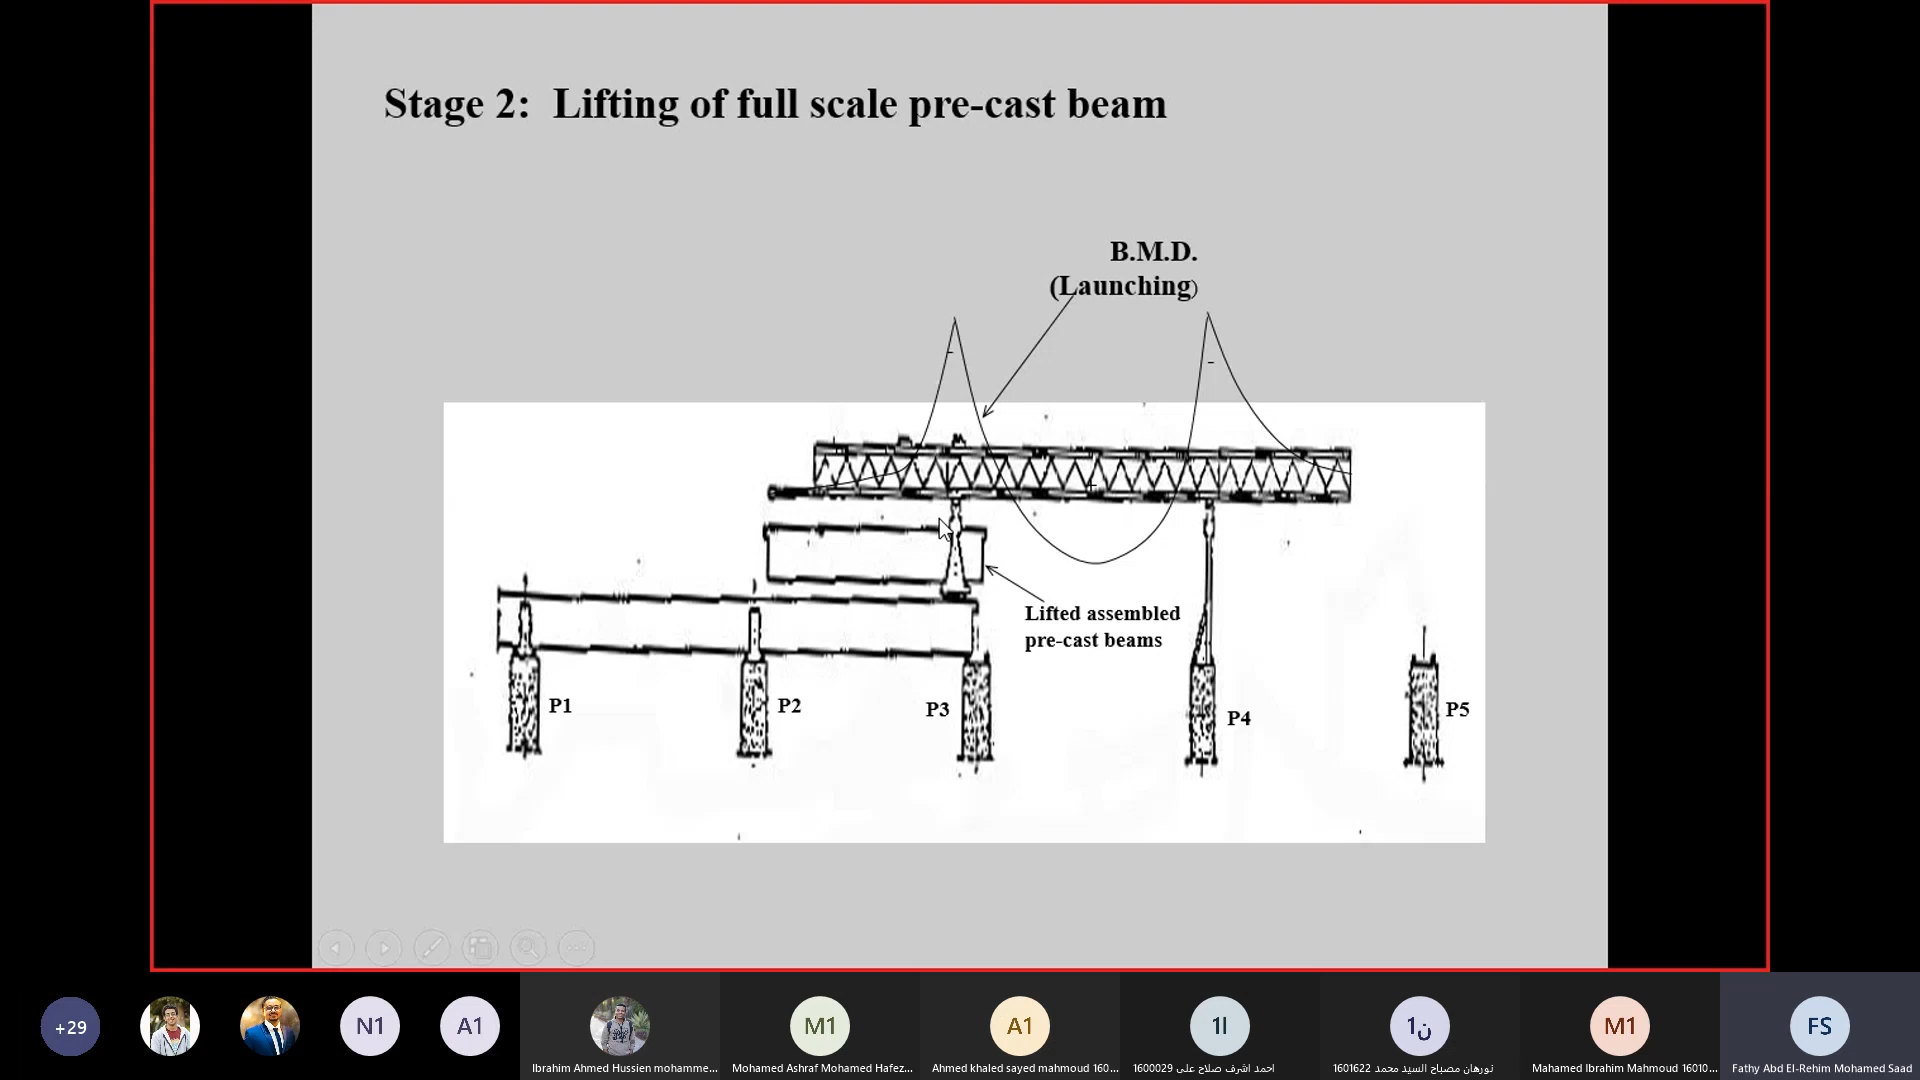 Stage 2: Lifting of full scale pre-cast beam
B.M.D.
(Launching)
-
-
+
Lifted assembled
pre-cast beams
P1
P2
P3
P4
P5
+29
N1
A1
Ibrahim Ahmed Hussien mohamme...
M1
Mohamed Ashraf Mohamed Hafez...
A1
Ahmed khaled sayed mahmoud 160...
ا1
احمد اشرف صلاح على 1600029
ن1
نورهان مصباح السيد محمد 1601622
M1
Mahamed Ibrahim Mahmoud 16010...
FS
Fathy Abd El-Rehim Mohamed Saad